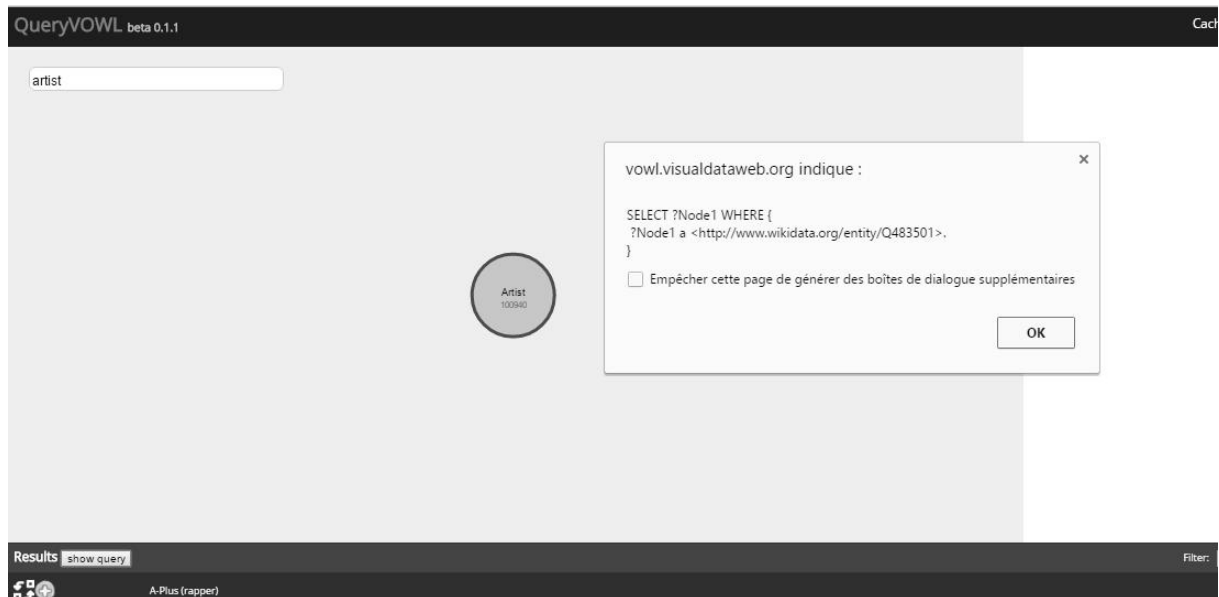 QueryVOWL beta 0.1.1
artist
vowl.visualdataweb.org indique :
SELECT ?Node1 WHERE {
?Node1 a <http://www.wikidata.org/entity/Q483501>.
}
Empêcher cette page de générer des boîtes de dialogue supplémentaires
OK
Artist
100940
Results show query
Filter:
A-Plus (rapper)